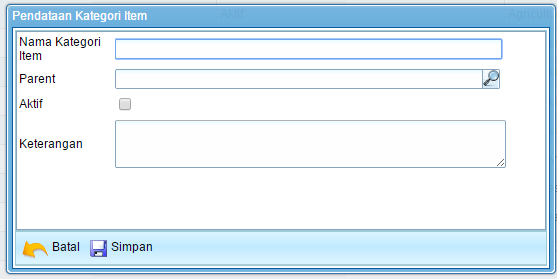 Pendataan Kategori Item
Nama Kategori
Item
Parent
Aktif
Keterangan
Batal Simpan